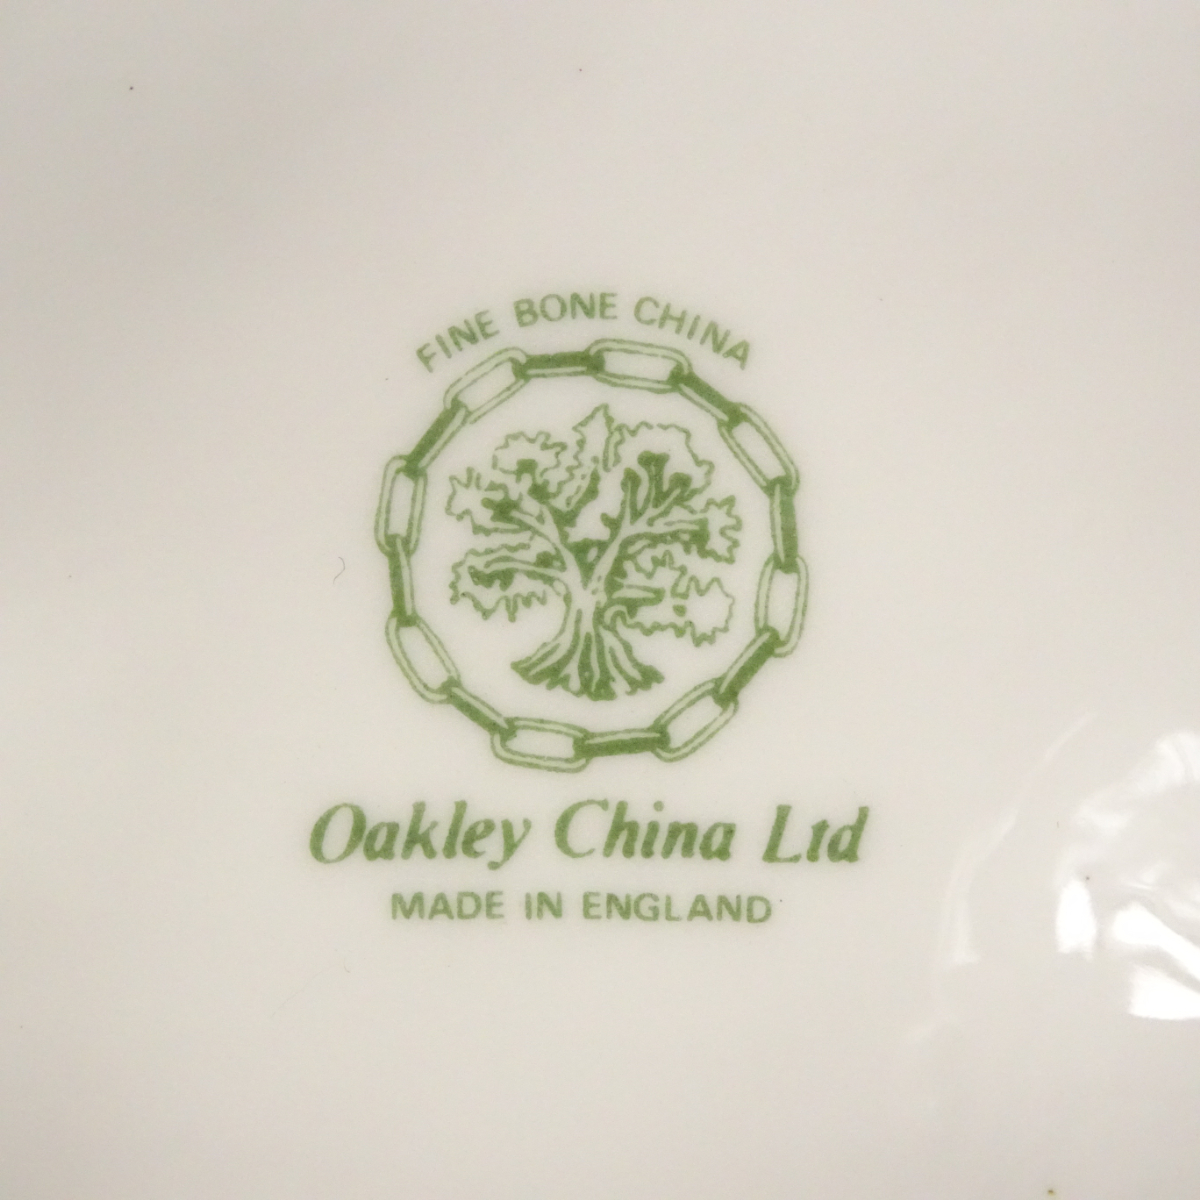 FINE BONE CHINA
Oakley China Ltd
MADE IN ENGLAND